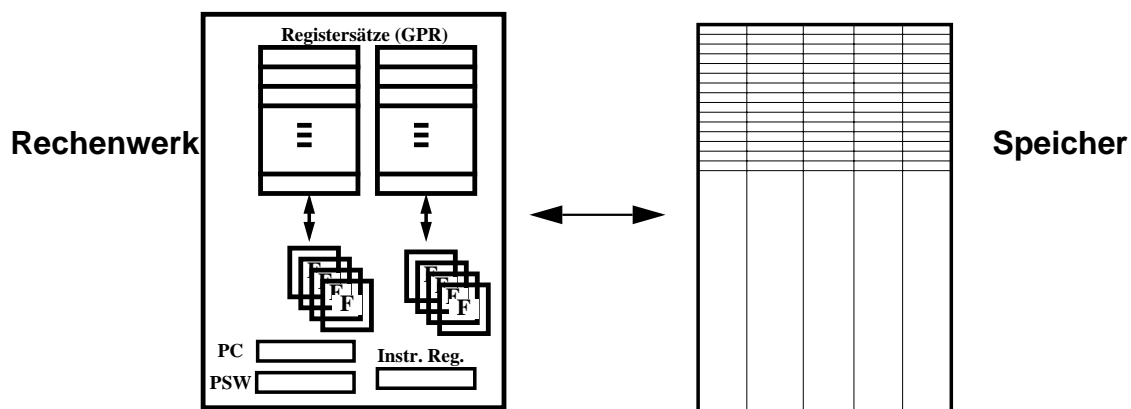 Registersätze (GPR)
Rechenwerk
Speicher
F
F
F
F
F
F
F
F
PC
Instr. Reg.
PSW